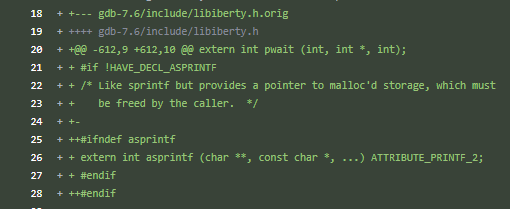 18 + +--- gdb-7.6/include/libiberty.h.orig
19 + ++++ gdb-7.6/include/libiberty.h
20 + +@@ -612,9 +612,10 @@ extern int pwait (int, int *, int);
21 + + #if !HAVE_DECL_ASPRINTF
22 + + /* Like sprintf but provides a pointer to malloc'd storage, which must
23 + +    be freed by the caller.  */
24 + +-
25 + ++#ifndef asprintf
26 + + extern int asprintf (char **, const char *, ...) ATTRIBUTE_PRINTF_2;
27 + + #endif
28 + ++#endif